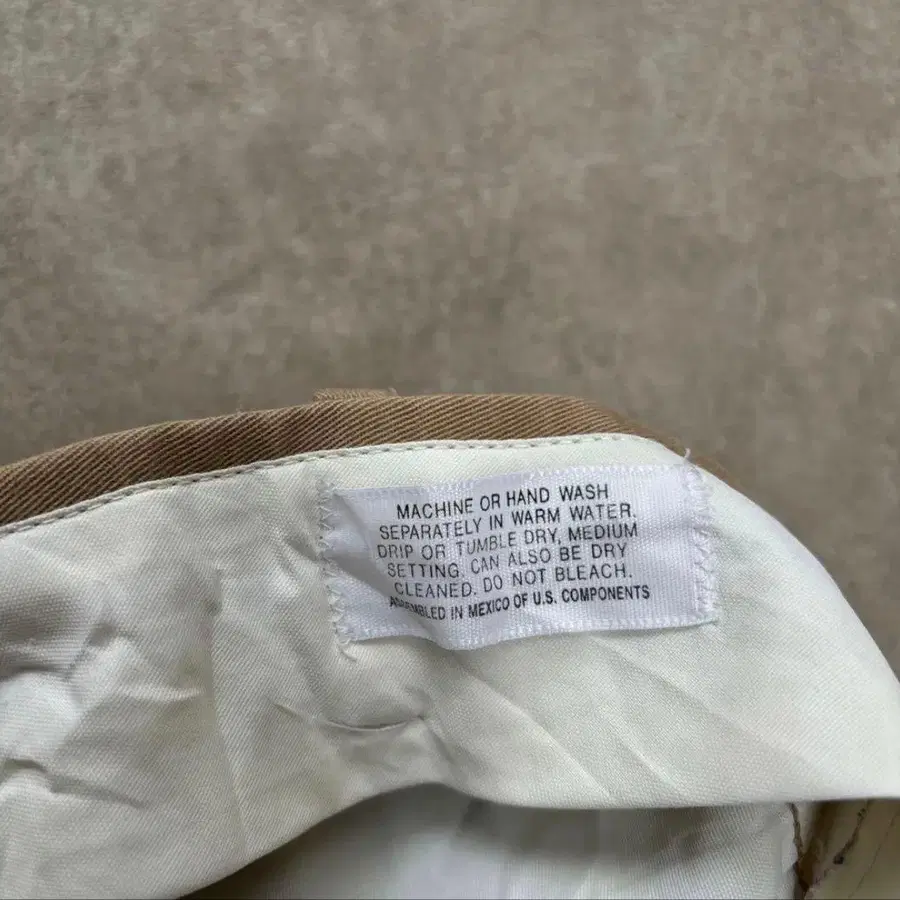 MACHINE OR HAND WASH
SEPARATELY IN WARM WATER.
DRIP OR TUMBLE DRY, MEDIUM
SETTING. CAN ALSO BE DRY
CLEANED. DO NOT BLEACH.
ASSEMBLED IN MEXICO OF U.S. COMPONENTS